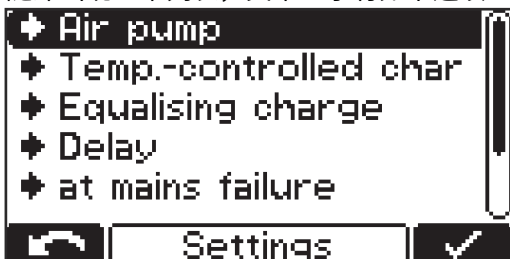 Air pump
Temp.-controlled char
Equalising charge
Delay
at mains failure
Settings